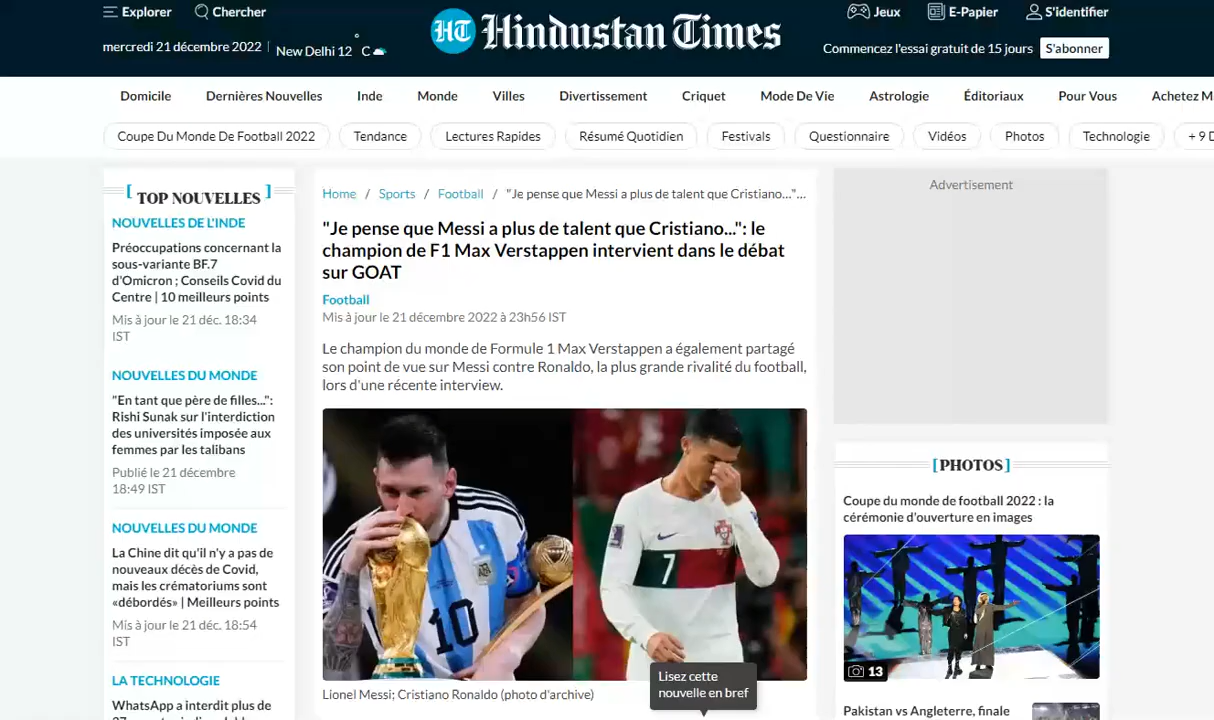 Explorer
Chercher
mercredi 21 décembre 2022
New Delhi 12 °C
HT Hindustan Times
Jeux
E-Papier
S'identifier
Commencez l'essai gratuit de 15 jours
S'abonner
Domicile
Dernières Nouvelles
Inde
Monde
Villes
Divertissement
Criquet
Mode De Vie
Astrologie
Éditoriaux
Pour Vous
Achetez M
Coupe Du Monde De Football 2022
Tendance
Lectures Rapides
Résumé Quotidien
Festivals
Questionnaire
Vidéos
Photos
Technologie
+ 9 D
[ TOP NOUVELLES ]
NOUVELLES DE L'INDE
Préoccupations concernant la
sous-variante BF.7
d'Omicron ; Conseils Covid du
Centre | 10 meilleurs points
Mis à jour le 21 déc. 18:34
IST
NOUVELLES DU MONDE
"En tant que père de filles...":
Rishi Sunak sur l'interdiction
des universités imposée aux
femmes par les talibans
Publié le 21 décembre
18:49 IST
NOUVELLES DU MONDE
La Chine dit qu'il n'y a pas de
nouveaux décès de Covid,
mais les crématoriums sont
«débordés» | Meilleurs points
Mis à jour le 21 déc. 18:54
IST
LA TECHNOLOGIE
WhatsApp a interdit plus de
Home / Sports / Football / "Je pense que Messi a plus de talent que Cristiano..."...
"Je pense que Messi a plus de talent que Cristiano...": le
champion de F1 Max Verstappen intervient dans le débat
sur GOAT
Football
Mis à jour le 21 décembre 2022 à 23h56 IST
Le champion du monde de Formule 1 Max Verstappen a également partagé
son point de vue sur Messi contre Ronaldo, la plus grande rivalité du football,
lors d'une récente interview.
10
7
Lionel Messi; Cristiano Ronaldo (photo d'archive)
Lisez cette
nouvelle en bref
Advertisement
[PHOTOS]
Coupe du monde de football 2022 : la
cérémonie d'ouverture en images
13
Pakistan vs Angleterre, finale